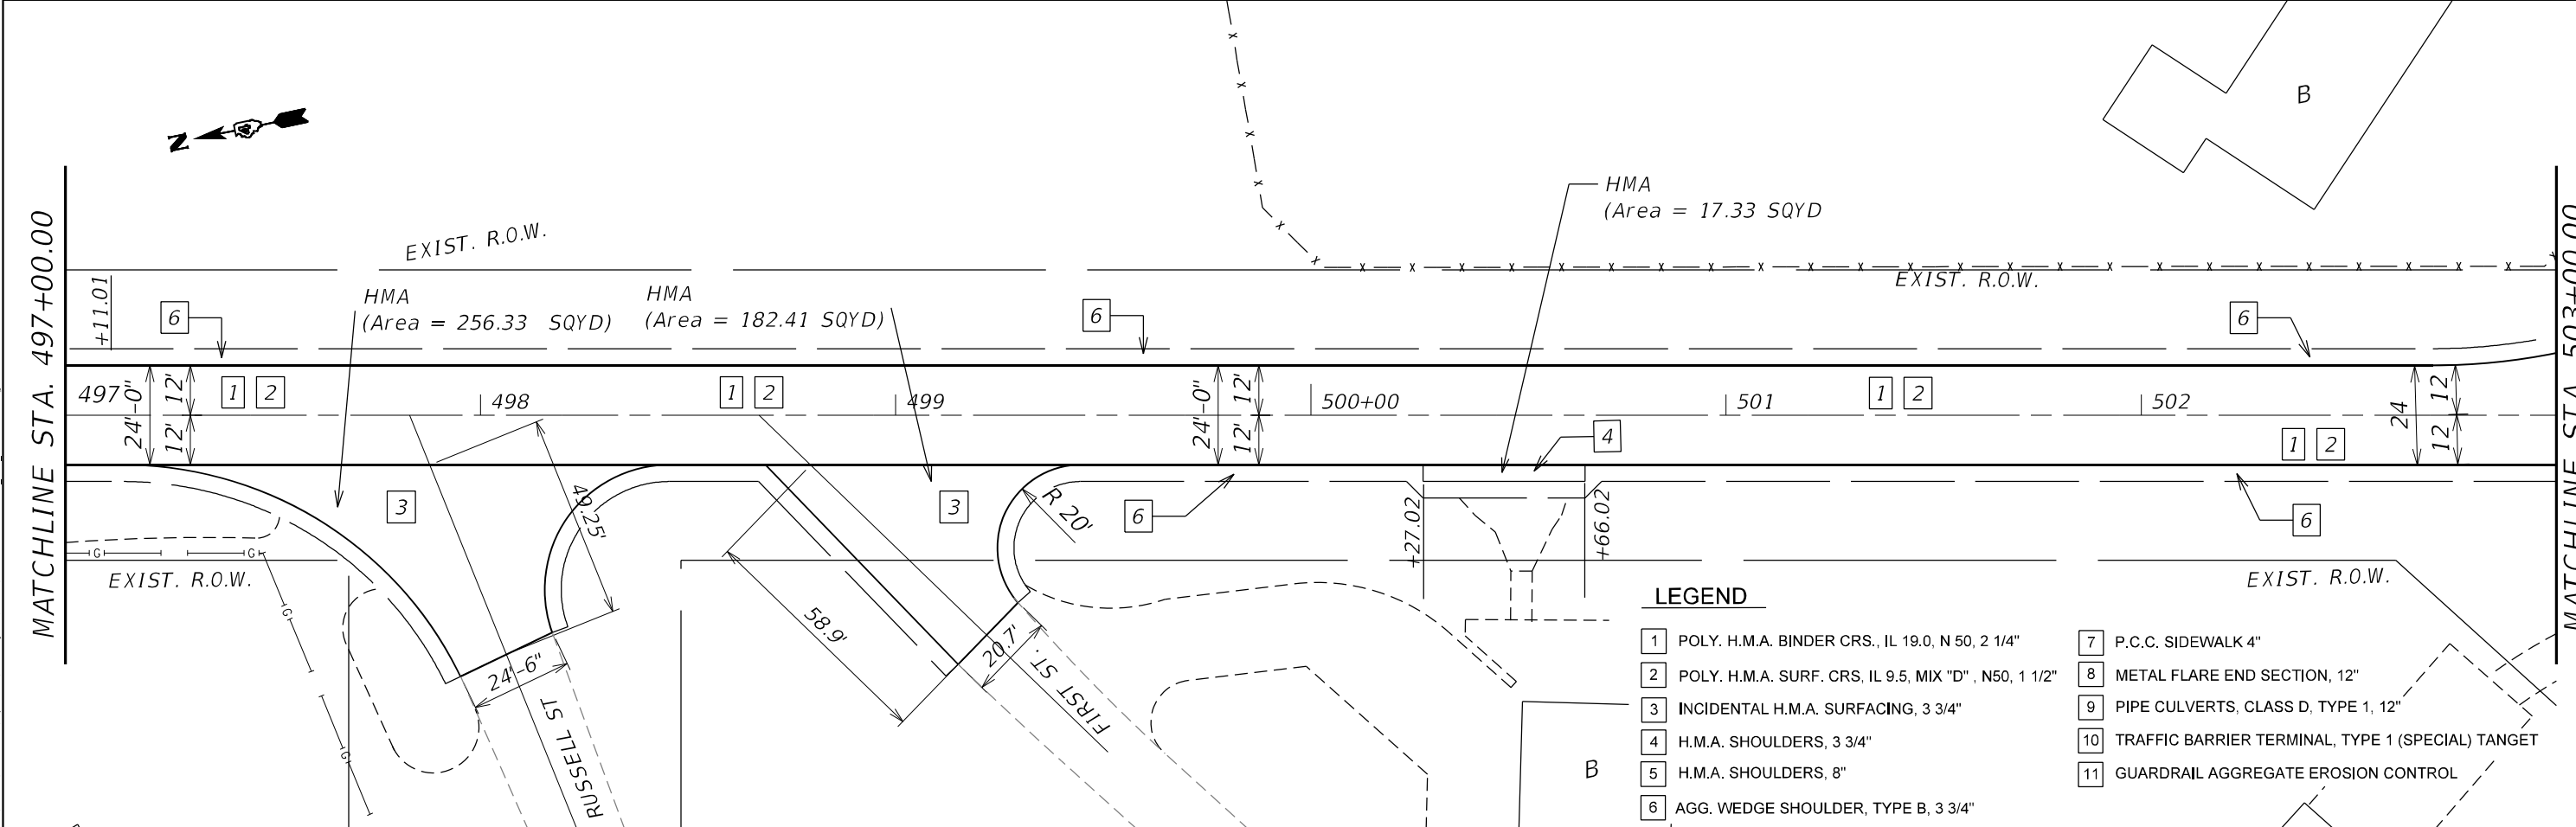 N
B
MATCHLINE STA. 497+00.00
MATCHLINE STA. 503+00.00
EXIST. R.O.W.
HMA
(Area = 17.33 SQYD
EXIST. R.O.W.
+11.01
6
HMA
(Area = 256.33 SQYD)
HMA
(Area = 182.41 SQYD)
6
6
497
24'-0"
12'
12'
1 2
498
1 2
499
24'-0"
12'
12'
500+00
501
1 2
502
24
12
12
4
1 2
3
49.25'
3
R 20'
6
+27.02
+66.02
6
G
G
EXIST. R.O.W.
EXIST. R.O.W.
G
G
58.9'
20.7'
24'-6"
RUSSELL ST
FIRST ST.
B
LEGEND
1 POLY. H.M.A. BINDER CRS., IL 19.0, N 50, 2 1/4"
2 POLY. H.M.A. SURF. CRS, IL 9.5, MIX "D" , N50, 1 1/2"
3 INCIDENTAL H.M.A. SURFACING, 3 3/4"
4 H.M.A. SHOULDERS, 3 3/4"
5 H.M.A. SHOULDERS, 8"
6 AGG. WEDGE SHOULDER, TYPE B, 3 3/4"
7 P.C.C. SIDEWALK 4"
8 METAL FLARE END SECTION, 12"
9 PIPE CULVERTS, CLASS D, TYPE 1, 12"
10 TRAFFIC BARRIER TERMINAL, TYPE 1 (SPECIAL) TANGET
11 GUARDRAIL AGGREGATE EROSION CONTROL